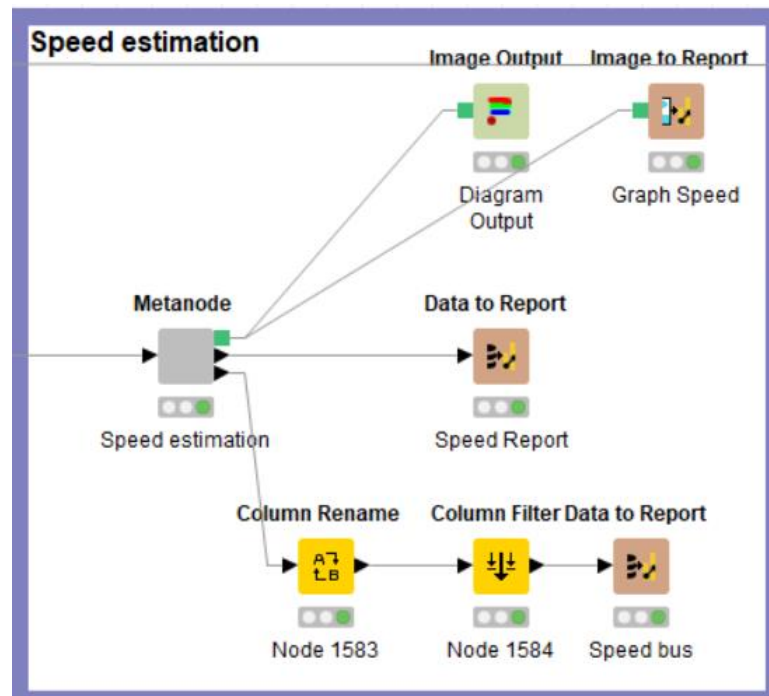 Speed estimation
Image Output
Image to Report
Diagram
Output
Graph Speed
Metanode
Data to Report
Speed estimation
Speed Report
Column Rename
Column Filter
Data to Report
A
B
Node 1583
Node 1584
Speed bus